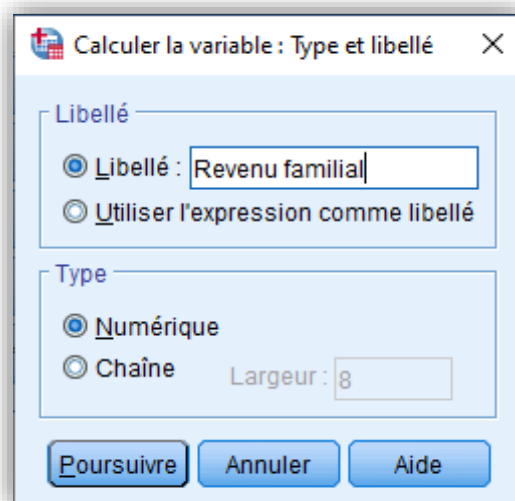 Calculer la variable : Type et libellé
Libellé
Libellé : Revenu familial
Utiliser l'expression comme libellé
Type
Numérique
Chaîne Largeur : 8
Poursuivre Annuler Aide